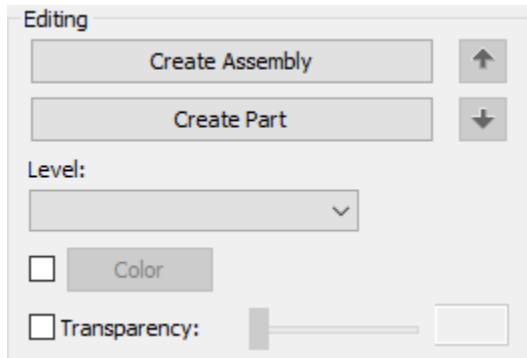 Editing
Create Assembly
Create Part
Level:
Color
Transparency: